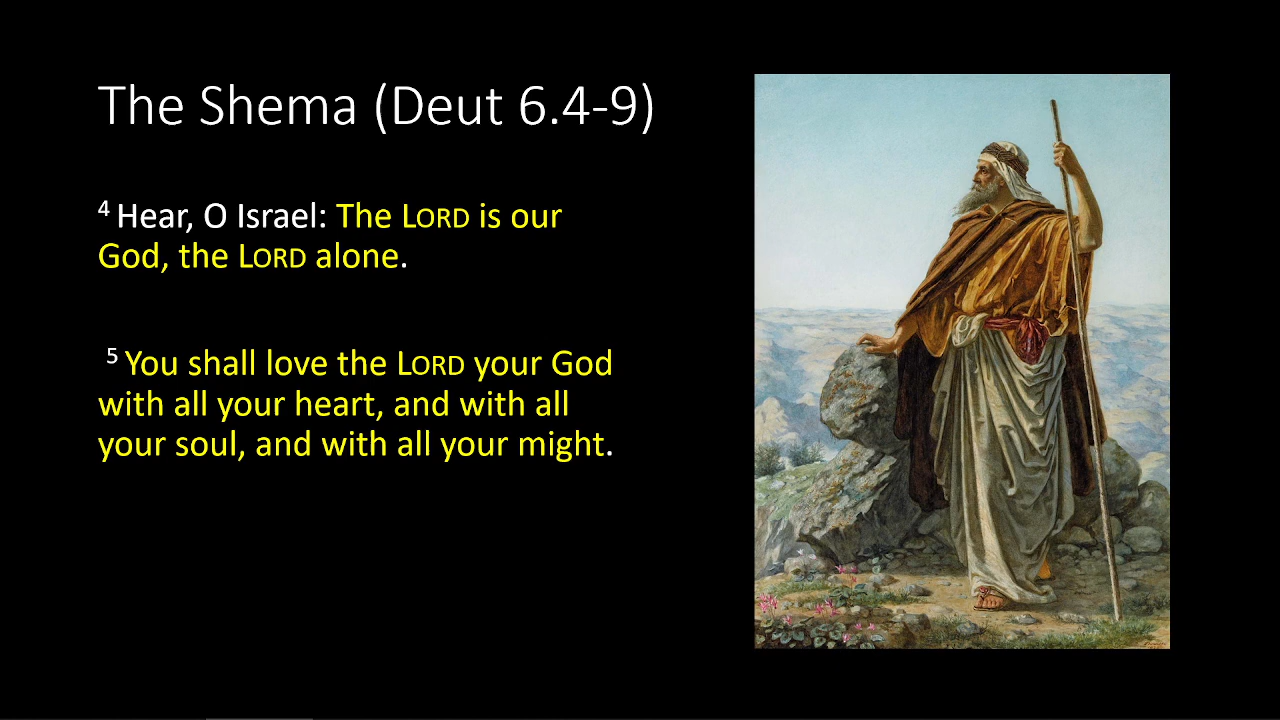 The Shema (Deut 6.4-9)
4 Hear, O Israel: The LORD is our
God, the LORD alone.
5 You shall love the LORD your God
with all your heart, and with all
your soul, and with all your might.